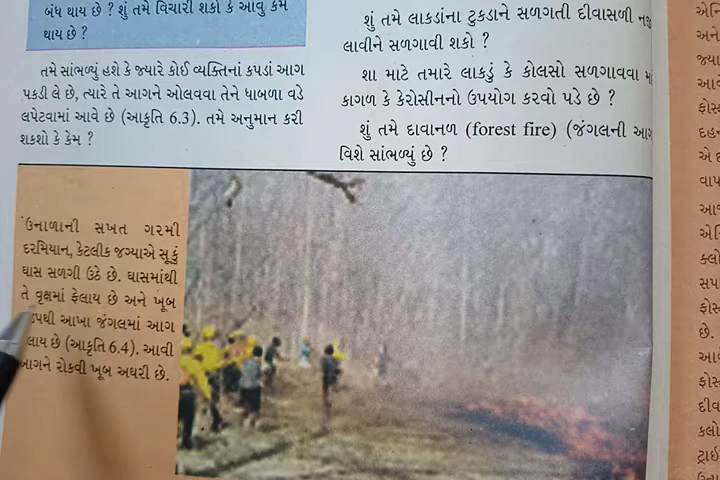 બંધ થાય છે ? શું તમે વિચારી શકો કે આવું કેમ
થાય છે ?
તમે સાંભળ્યું હશે કે જ્યારે કોઈ વ્યક્તિનાં કપડાં આગ
પકડી લે છે, ત્યારે તે આગને ઓલવવા તેને ધાબળા વડે
લપેટવામાં આવે છે (આકૃતિ 6.3). તમે અનુમાન કરી
શકશો કે કેમ ?
ઉનાળાની સખત ગરમી
દરમિયાન, કેટલીક જગ્યાએ સૂકું
ઘાસ સળગી ઉઠે છે. ઘાસમાંથી
તે વૃક્ષમાં ફેલાય છે અને ખૂબ
આખા જંગલમાં આગ
છે (આકૃતિ 6.4). આવી
આગને રોકવી ખૂબ અઘરી છે.
શું તમે લાકડાંના ટુકડાને સળગતી દીવાસળી
લાવીને સળગાવી શકો ?
શા માટે તમારે લાકડું કે કોલસો સળગાવવા
કાગળ કે કેરોસીનનો ઉપયોગ કરવો પડે છે ?
શું તમે દાવાનળ (forest fire) (જંગલની આગ
વિશે સાંભળ્યું છે ?
અને
છે.